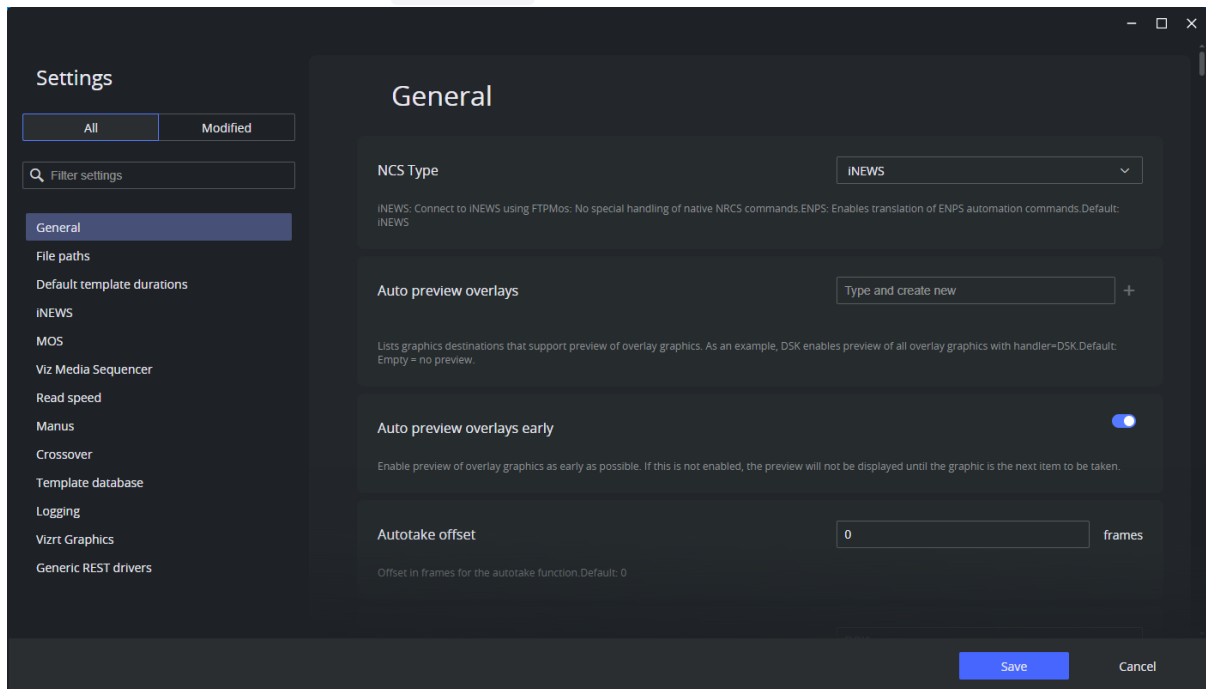 Settings
All
Modified
Filter settings
General
File paths
Default template durations
iNEWS
MOS
Viz Media Sequencer
Read speed
Manus
Crossover
Template database
Logging
Vizrt Graphics
Generic REST drivers
General
NCS Type
iNEWS
iNEWS: Connect to iNEWS using FTPMos: No special handling of native NRCS commands.ENPS: Enables translation of ENPS automation commands.Default:
iNEWS
Auto preview overlays
Type and create new
Lists graphics destinations that support preview of overlay graphics. As an example, DSK enables preview of all overlay graphics with handler=DSK.Default:
Empty = no preview.
Auto preview overlays early
Enable preview of overlay graphics as early as possible. If this is not enabled, the preview will not be displayed until the graphic is the next item to be taken.
Autotake offset
0
frames
Offset in frames for the autotake function.Default: 0
Save
Cancel